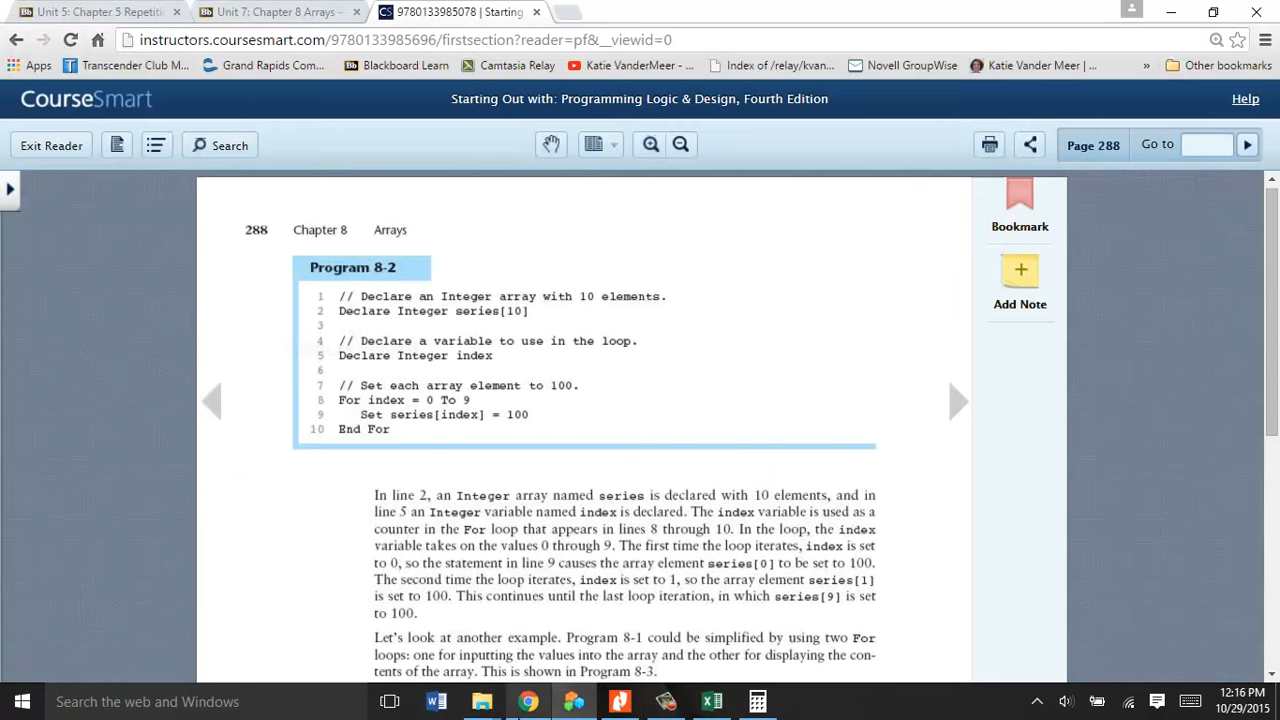 Unit 5: Chapter 5 Repetiti
Unit 7: Chapter 8 Arrays –
9780133985078 | Starting
instructors.coursesmart.com/9780133985696/firstsection?reader=pf&__viewid=0
Apps
Transcender Club M...
Grand Rapids Com...
Blackboard Learn
Camtasia Relay
Katie VanderMeer - ...
Index of /relay/kvan...
Novell GroupWise
Katie Vander Meer | ...
»
Other bookmarks
CourseSmart
Starting Out with: Programming Logic & Design, Fourth Edition
Help
Exit Reader
Search
Page 288
Go to
288 Chapter 8 Arrays
Bookmark
Add Note
Program 8-2
1 // Declare an Integer array with 10 elements.
2 Declare Integer series[10]
3
4 // Declare a variable to use in the loop.
5 Declare Integer index
6
7 // Set each array element to 100.
8 For index = 0 To 9
9 Set series[index] = 100
10 End For
In line 2, an Integer array named series is declared with 10 elements, and in
line 5 an Integer variable named index is declared. The index variable is used as a
counter in the For loop that appears in lines 8 through 10. In the loop, the index
variable takes on the values 0 through 9. The first time the loop iterates, index is set
to 0, so the statement in line 9 causes the array element series[0] to be set to 100.
The second time the loop iterates, index is set to 1, so the array element series[1]
is set to 100. This continues until the last loop iteration, in which series[9] is set
to 100.
Let's look at another example. Program 8-1 could be simplified by using two For
loops: one for inputting the values into the array and the other for displaying the con-
tents of the array. This is shown in Program 8-3.
Search the web and Windows
12:16 PM
10/29/2015